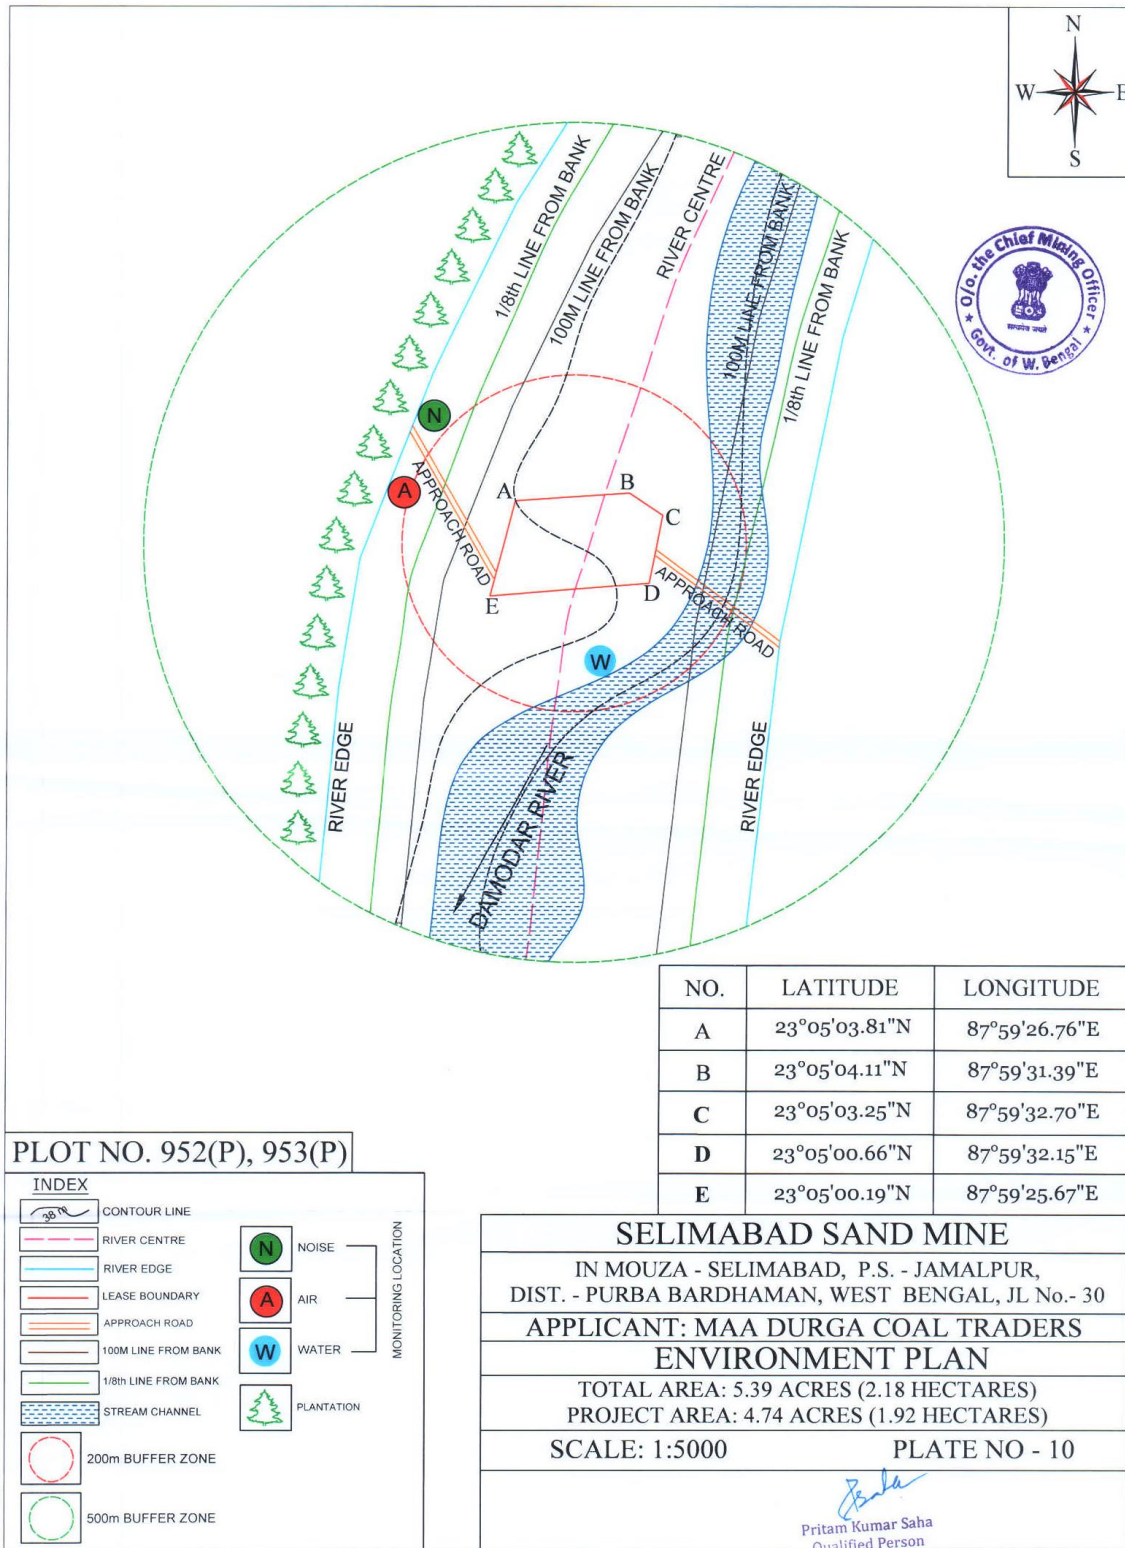 N
W E
S
O/o. the Chief Mining Officer
सत्यमेव जयते
Govt. of W. Bengal
1/8th LINE FROM BANK
100M LINE FROM BANK
RIVER CENTRE
100M LINE FROM BANK
1/8th LINE FROM BANK
N
A
APPROACH ROAD
A
B
C
D
E
APPROACH ROAD
W
RIVER EDGE
DAMODAR RIVER
RIVER EDGE
NO. LATITUDE LONGITUDE
A 23°05'03.81"N 87°59'26.76"E
B 23°05'04.11"N 87°59'31.39"E
C 23°05'03.25"N 87°59'32.70"E
D 23°05'00.66"N 87°59'32.15"E
E 23°05'00.19"N 87°59'25.67"E
PLOT NO. 952(P), 953(P)
INDEX
38 m CONTOUR LINE
RIVER CENTRE
RIVER EDGE
LEASE BOUNDARY
APPROACH ROAD
100M LINE FROM BANK
1/8th LINE FROM BANK
STREAM CHANNEL
200m BUFFER ZONE
500m BUFFER ZONE
N NOISE
A AIR
W WATER
MONITORING LOCATION
PLANTATION
SELIMABAD SAND MINE
IN MOUZA - SELIMABAD, P.S. - JAMALPUR,
DIST. - PURBA BARDHAMAN, WEST BENGAL, JL No.- 30
APPLICANT: MAA DURGA COAL TRADERS
ENVIRONMENT PLAN
TOTAL AREA: 5.39 ACRES (2.18 HECTARES)
PROJECT AREA: 4.74 ACRES (1.92 HECTARES)
SCALE: 1:5000 PLATE NO - 10
Pritam Kumar Saha
Qualified Person